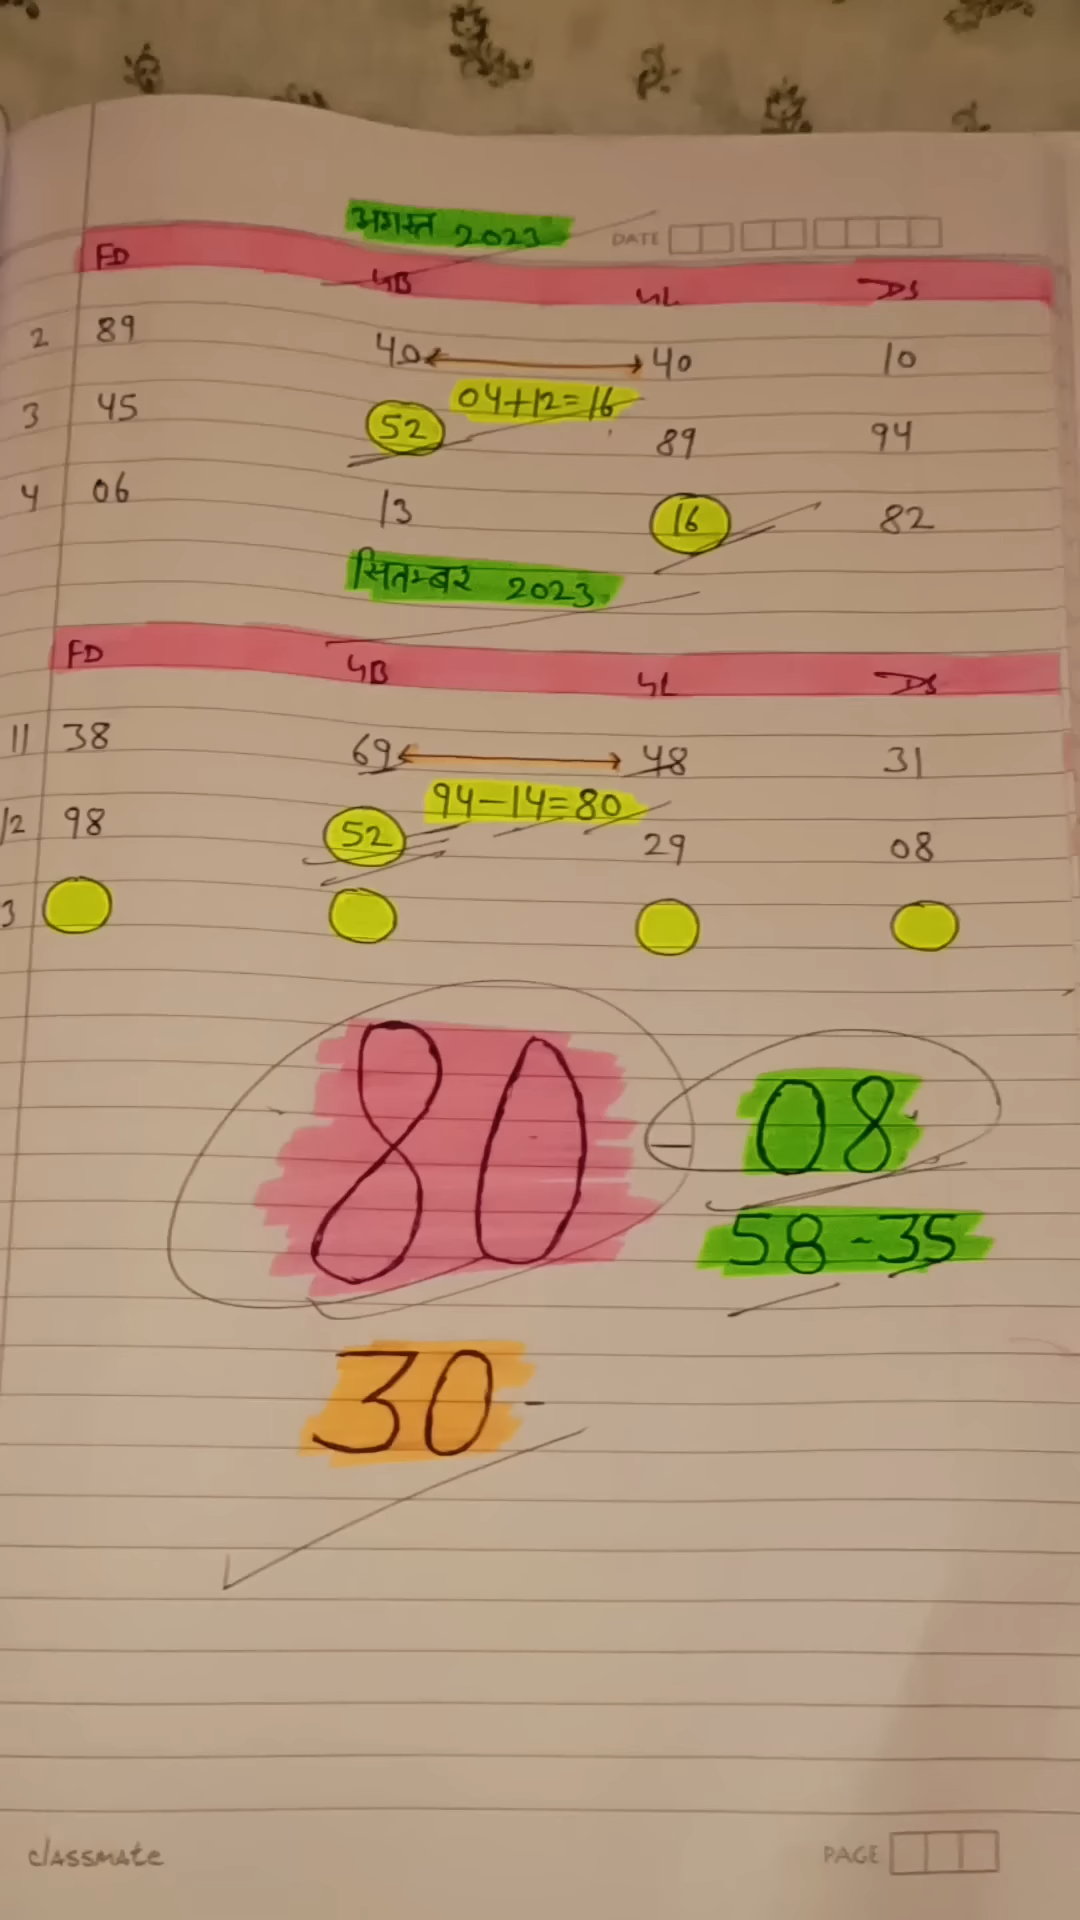 अगस्त 2023 DATE
FD GB GL DS
2 89 40 40 10
04+12=16
3 45 52 89 94
4 06 13 16 82
सितम्बर 2023
FD GB GL DS
11 38 69 48 31
94-14=80
12 98 52 29 08
3
80 - 08
58-35
30-
classmate PAGE